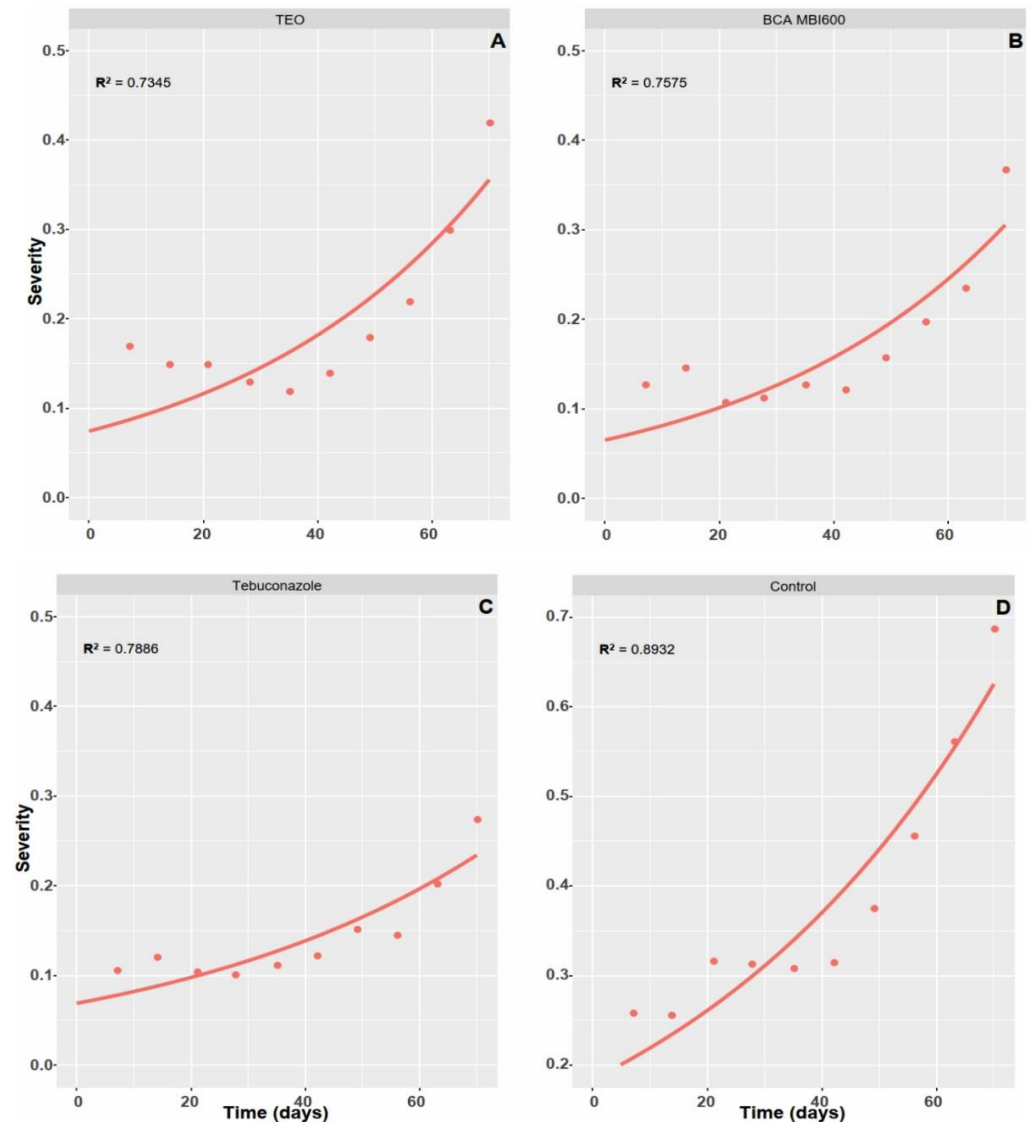 TEO
A
R² = 0.7345
0.5
0.4
0.3
0.2
0.1
0.0
Severity
0
20
40
60
BCA MBI600
B
R² = 0.7575
0.5
0.4
0.3
0.2
0.1
0.0
0
20
40
60
Tebuconazole
C
R² = 0.7886
0.5
0.4
0.3
0.2
0.1
0.0
Severity
0
20
40
60
Time (days)
Control
D
R² = 0.8932
0.7
0.6
0.5
0.4
0.3
0.2
0
20
40
60
Time (days)